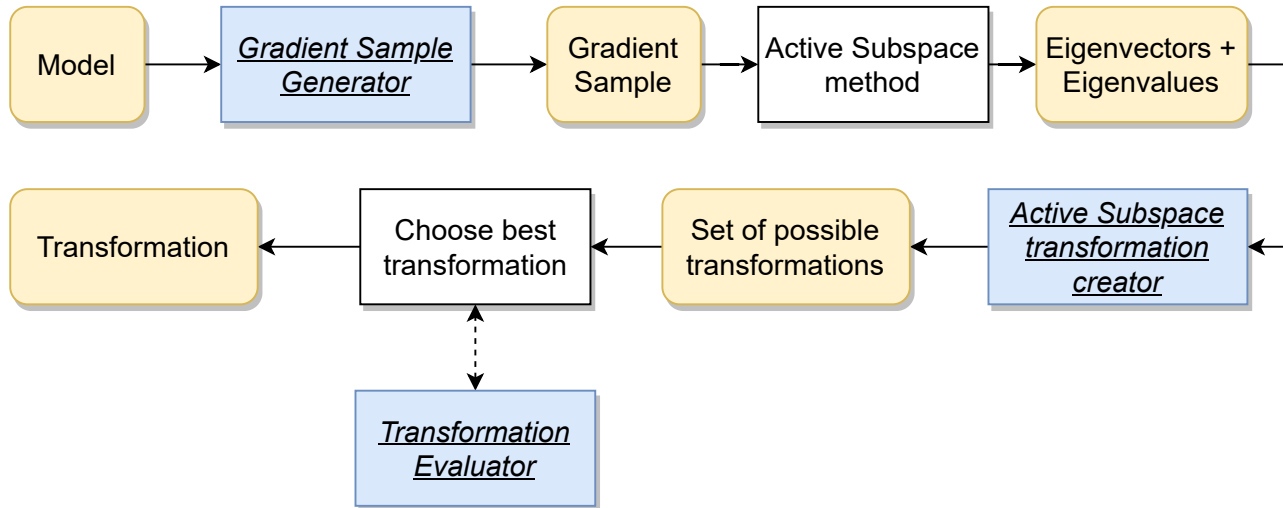 Model
Gradient Sample
Generator
Gradient
Sample
Active Subspace
method
Eigenvectors +
Eigenvalues
Transformation
Choose best
transformation
Set of possible
transformations
Active Subspace
transformation
creator
Transformation
Evaluator